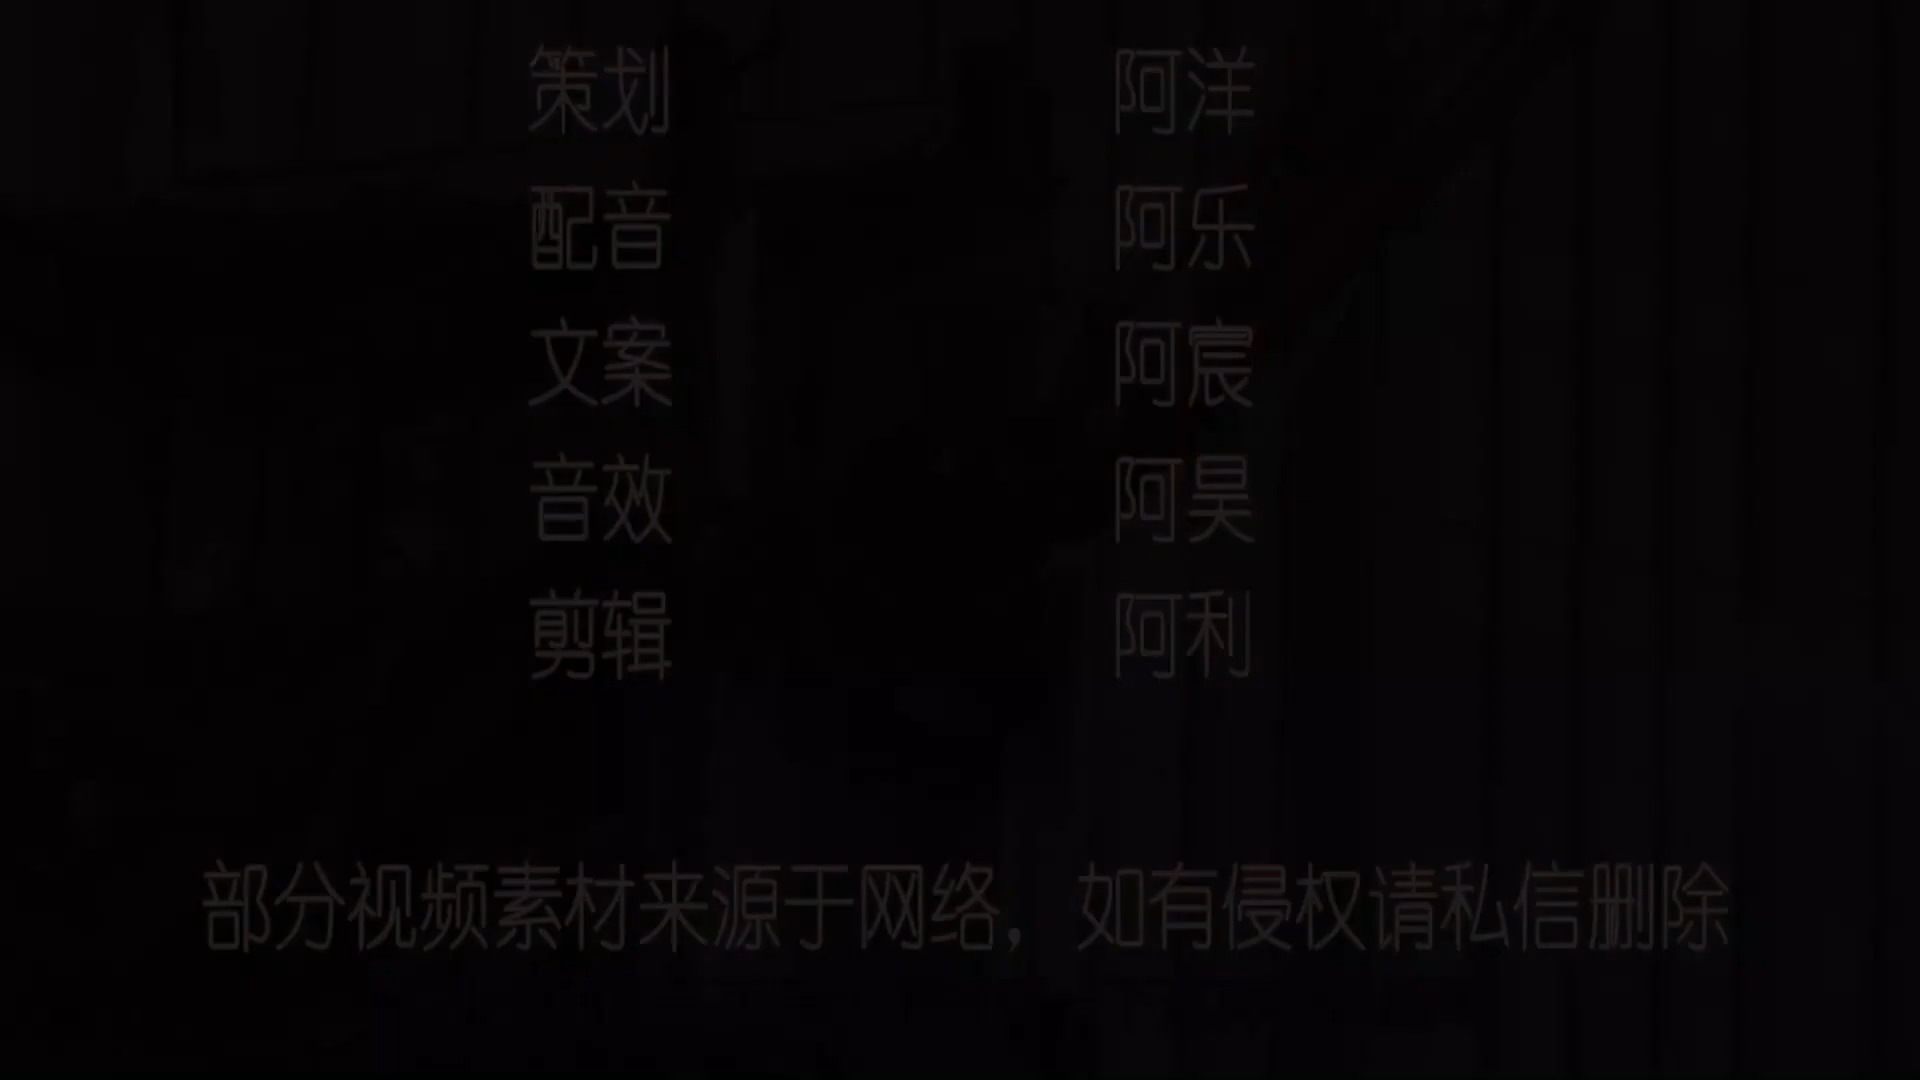 策划 阿洋
配音 阿乐
文案 阿宸
音效 阿昊
剪辑 阿利
部分视频素材来源于网络，如有侵权请私信删除